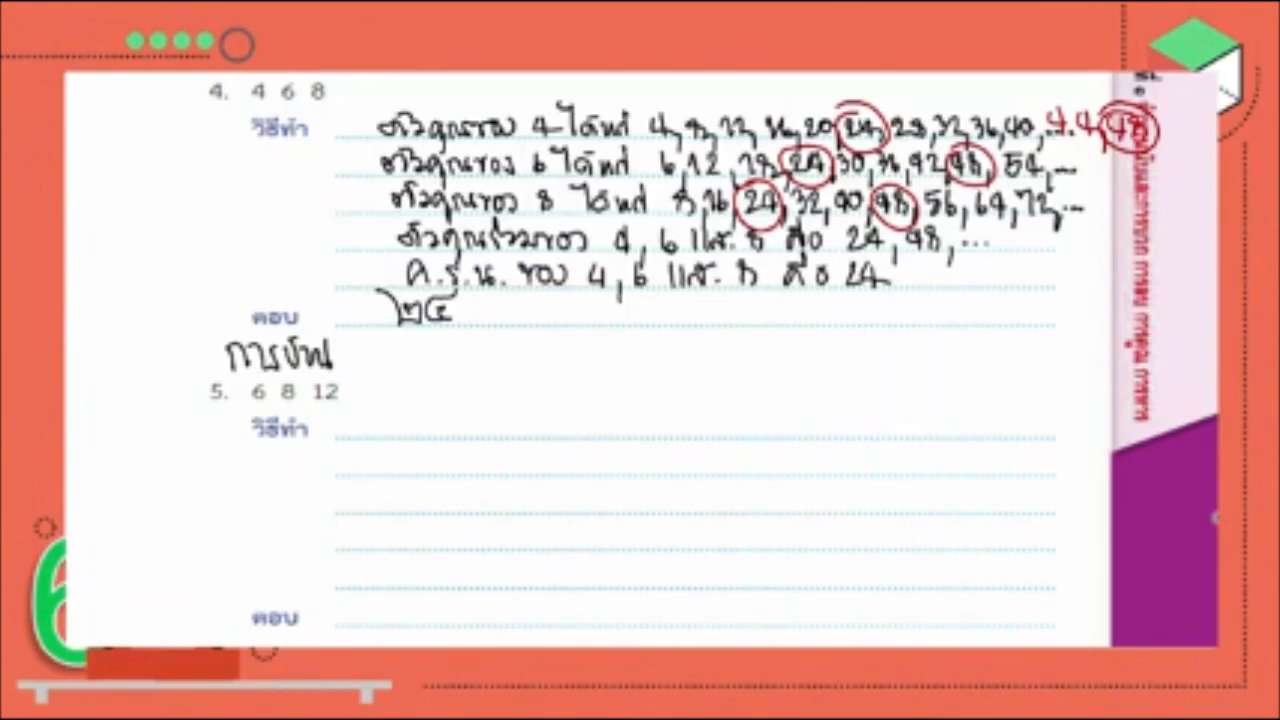 4. 4 6 8
วิธีทำ ตัวคูณของ 4 ได้แก่ 4, 8, 12, 16, 20, 24, 28, 32, 36, 40, ... 44, 48
ตัวคูณของ 6 ได้แก่ 6, 12, 18, 24, 30, 36, 42, 48, 54, ...
ตัวคูณของ 8 ได้แก่ 8, 16, 24, 32, 40, 48, 56, 64, 72, ...
ตัวคูณร่วมของ 4, 6 และ 8 คือ 24, 48, ...
ค.ร.น. ของ 4, 6 และ 8 คือ 24
ตอบ ๒๔
การบ้าน
5. 6 8 12
วิธีทำ
ตอบ
6